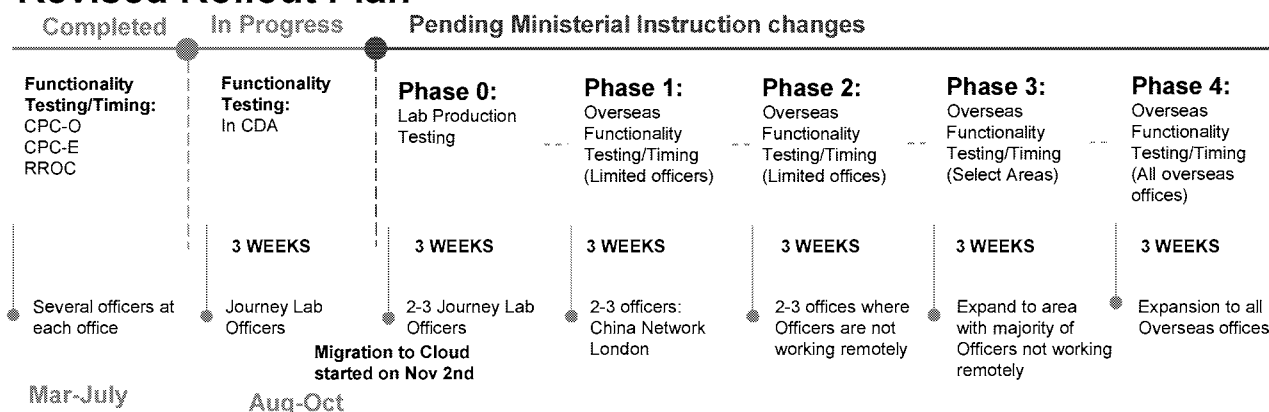 Revised Rollout Plan
Completed
In Progress
Pending Ministerial Instruction changes
Functionality
Testing/Timing:
CPC-O
CPC-E
RROC
Functionality
Testing:
In CDA
Phase 0:
Lab Production
Testing
Phase 1:
Overseas
Functionality
Testing/Timing
(Limited officers)
Phase 2:
Overseas
Functionality
Testing/Timing
(Limited offices)
Phase 3:
Overseas
Functionality
Testing/Timing
(Select Areas)
Phase 4:
Overseas
Functionality
Testing/Timing
(All overseas
offices)
3 WEEKS
3 WEEKS
3 WEEKS
3 WEEKS
3 WEEKS
3 WEEKS
Several officers at
each office
Journey Lab
Officers
2-3 Journey Lab
Officers
Migration to Cloud
started on Nov 2nd
2-3 officers:
China Network
London
2-3 offices where
Officers are not
working remotely
Expand to area
with majority of
Officers not working
remotely
Expansion to all
Overseas offices
Mar-July
Aug-Oct